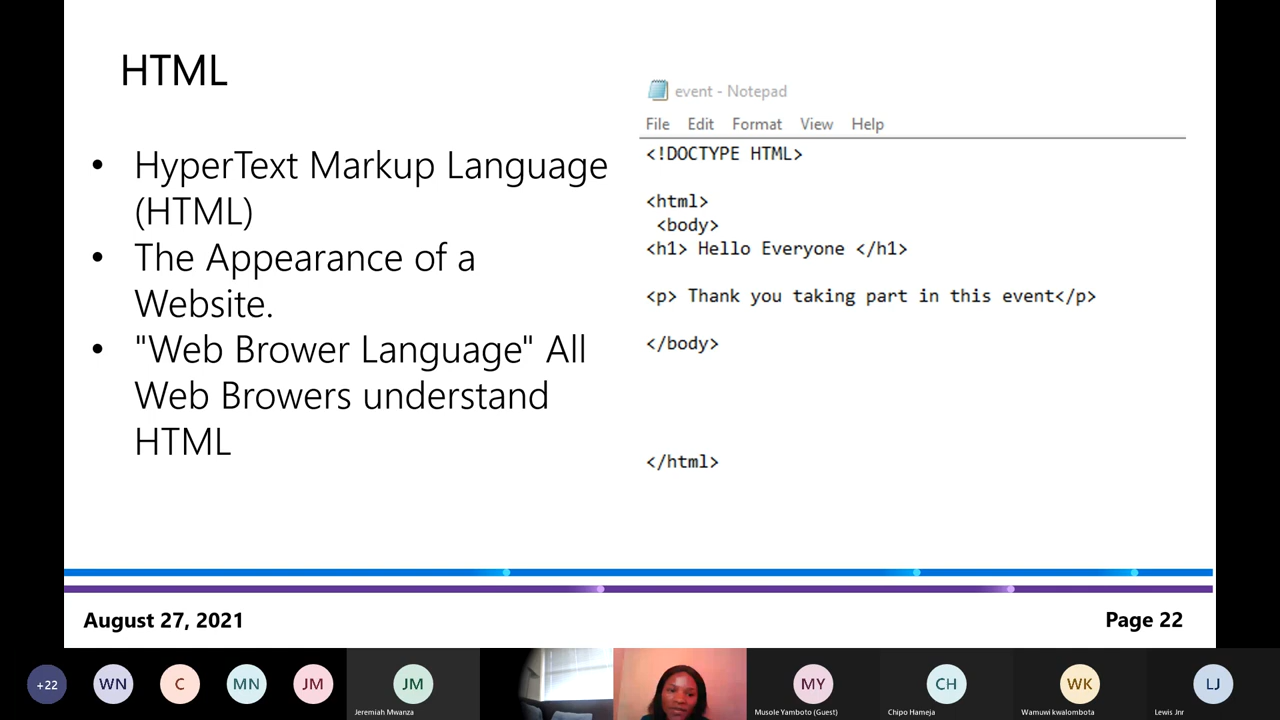 HTML
• HyperText Markup Language
(HTML)
• The Appearance of a
Website.
• "Web Brower Language" All
Web Browers understand
HTML
event - Notepad
File Edit Format View Help
<!DOCTYPE HTML>
<html>
<body>
<h1> Hello Everyone </h1>
<p> Thank you taking part in this event</p>
</body>
</html>
August 27, 2021
Page 22
+22 WN C MN JM JM MY CH WK LJ
Jeremiah Mwanza Musole Yamboto (Guest) Chipo Hameja Wamuwi kwalombota Lewis Jnr